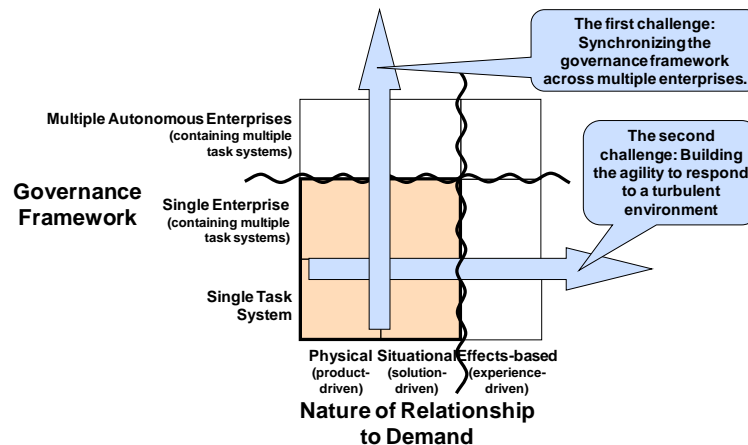 The first challenge:
Synchronizing the
governance framework
across multiple enterprises.
Multiple Autonomous Enterprises
(containing multiple
task systems)
The second
challenge: Building
the agility to respond
to a turbulent
environment
Governance
Framework
Single Enterprise
(containing multiple
task systems)
Single Task
System
Physical Situational Effects-based
(product- (solution- (experience-
driven) driven) driven)
Nature of Relationship
to Demand